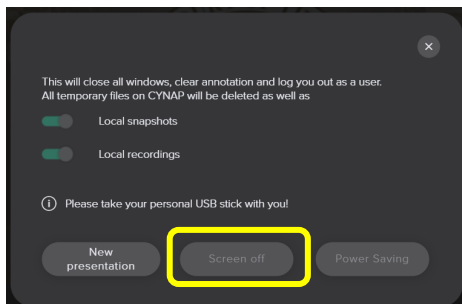 This will close all windows, clear annotation and log you out as a user.
All temporary files on CYNAP will be deleted as well as
Local snapshots
Local recordings
Please take your personal USB stick with you!
New
presentation
Screen off
Power Saving